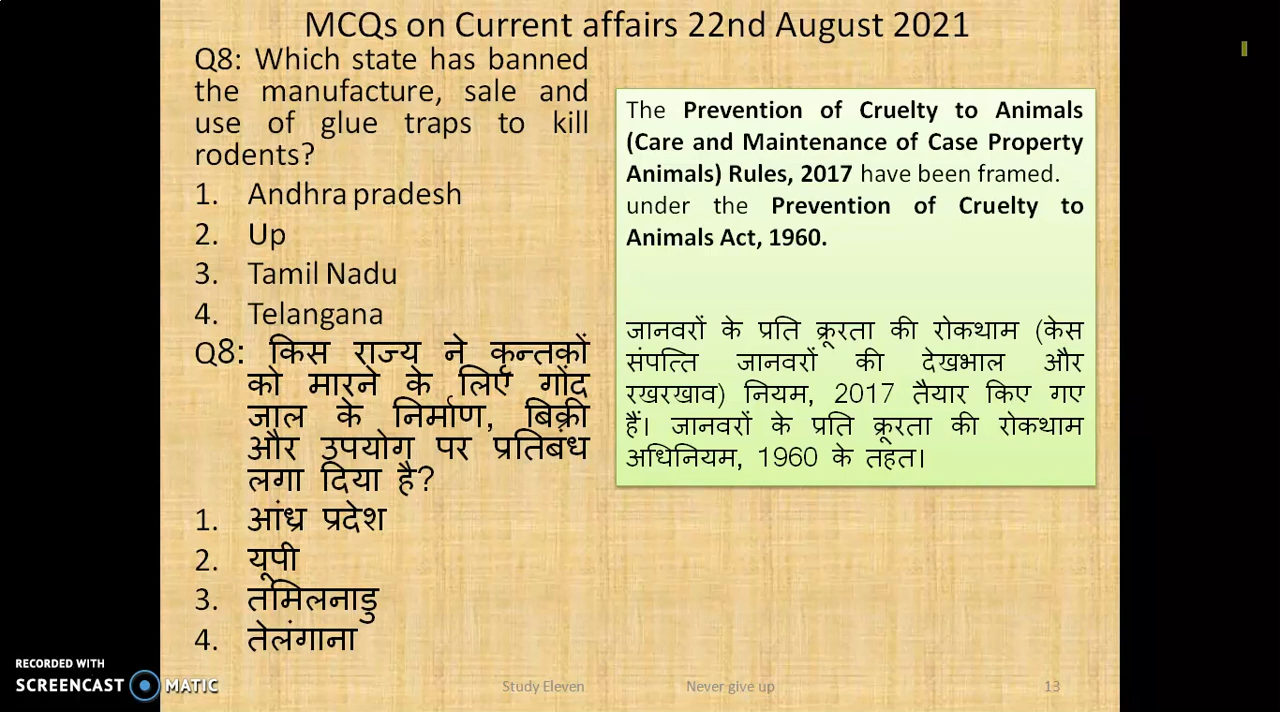 MCQs on Current affairs 22nd August 2021
Q8: Which state has banned
the manufacture, sale and
use of glue traps to kill
rodents?
1. Andhra pradesh
2. Up
3. Tamil Nadu
4. Telangana
Q8: किस राज्य ने कृन्तकों
को मारने के लिए गोंद
जाल के निर्माण, बिक्री
और उपयोग पर प्रतिबंध
लगा दिया है?
1. आंध्र प्रदेश
2. यूपी
3. तमिलनाडु
4. तेलंगाना
The Prevention of Cruelty to Animals
(Care and Maintenance of Case Property
Animals) Rules, 2017 have been framed.
under the Prevention of Cruelty to
Animals Act, 1960.
जानवरों के प्रति क्रूरता की रोकथाम (केस
संपत्ति जानवरों की देखभाल और
रखरखाव) नियम, 2017 तैयार किए गए
हैं। जानवरों के प्रति क्रूरता की रोकथाम
अधिनियम, 1960 के तहत।
RECORDED WITH
SCREENCAST MATIC
Study Eleven Never give up 13